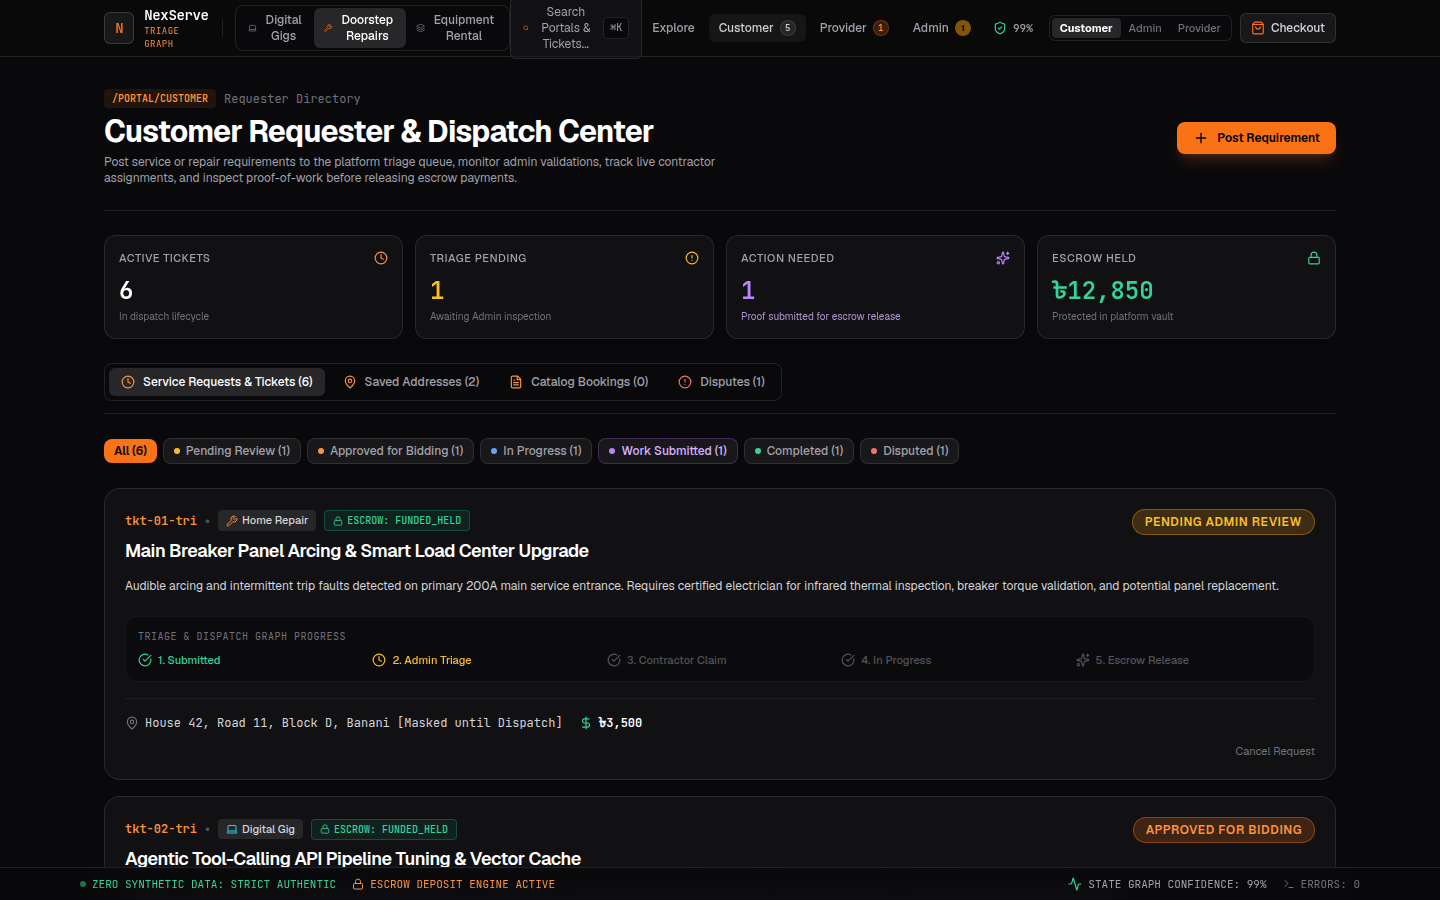 N
NexServe
TRIAGE
GRAPH
Digital
Gigs
Doorstep
Repairs
Equipment
Rental
Search
Portals &
Tickets...
⌘K
Explore
Customer 5
Provider 1
Admin 1
99%
Customer Admin Provider
Checkout
/PORTAL/CUSTOMER Requester Directory
Customer Requester & Dispatch Center
Post service or repair requirements to the platform triage queue, monitor admin validations, track live contractor
assignments, and inspect proof-of-work before releasing escrow payments.
Post Requirement
ACTIVE TICKETS
6
In dispatch lifecycle
TRIAGE PENDING
1
Awaiting Admin inspection
ACTION NEEDED
1
Proof submitted for escrow release
ESCROW HELD
৳12,850
Protected in platform vault
Service Requests & Tickets (6) Saved Addresses (2) Catalog Bookings (0) Disputes (1)
All (6) Pending Review (1) Approved for Bidding (1) In Progress (1) Work Submitted (1) Completed (1) Disputed (1)
tkt-01-tri • Home Repair ESCROW: FUNDED_HELD
PENDING ADMIN REVIEW
Main Breaker Panel Arcing & Smart Load Center Upgrade
Audible arcing and intermittent trip faults detected on primary 200A main service entrance. Requires certified electrician for infrared thermal inspection, breaker torque validation, and potential panel replacement.
TRIAGE & DISPATCH GRAPH PROGRESS
1. Submitted 2. Admin Triage 3. Contractor Claim 4. In Progress 5. Escrow Release
House 42, Road 11, Block D, Banani [Masked until Dispatch] $ ৳3,500
Cancel Request
tkt-02-tri • Digital Gig ESCROW: FUNDED_HELD
APPROVED FOR BIDDING
Agentic Tool-Calling API Pipeline Tuning & Vector Cache
ZERO SYNTHETIC DATA: STRICT AUTHENTIC ESCROW DEPOSIT ENGINE ACTIVE
STATE GRAPH CONFIDENCE: 99% ERRORS: 0